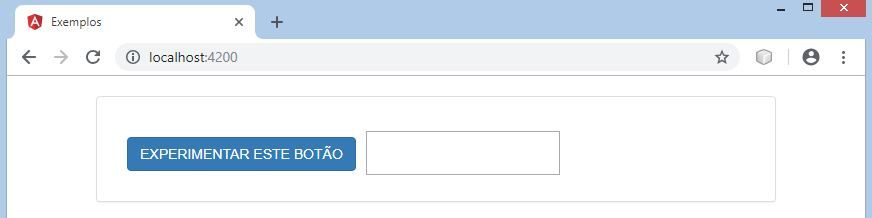 Exemplos
localhost:4200
EXPERIMENTAR ESTE BOTÃO